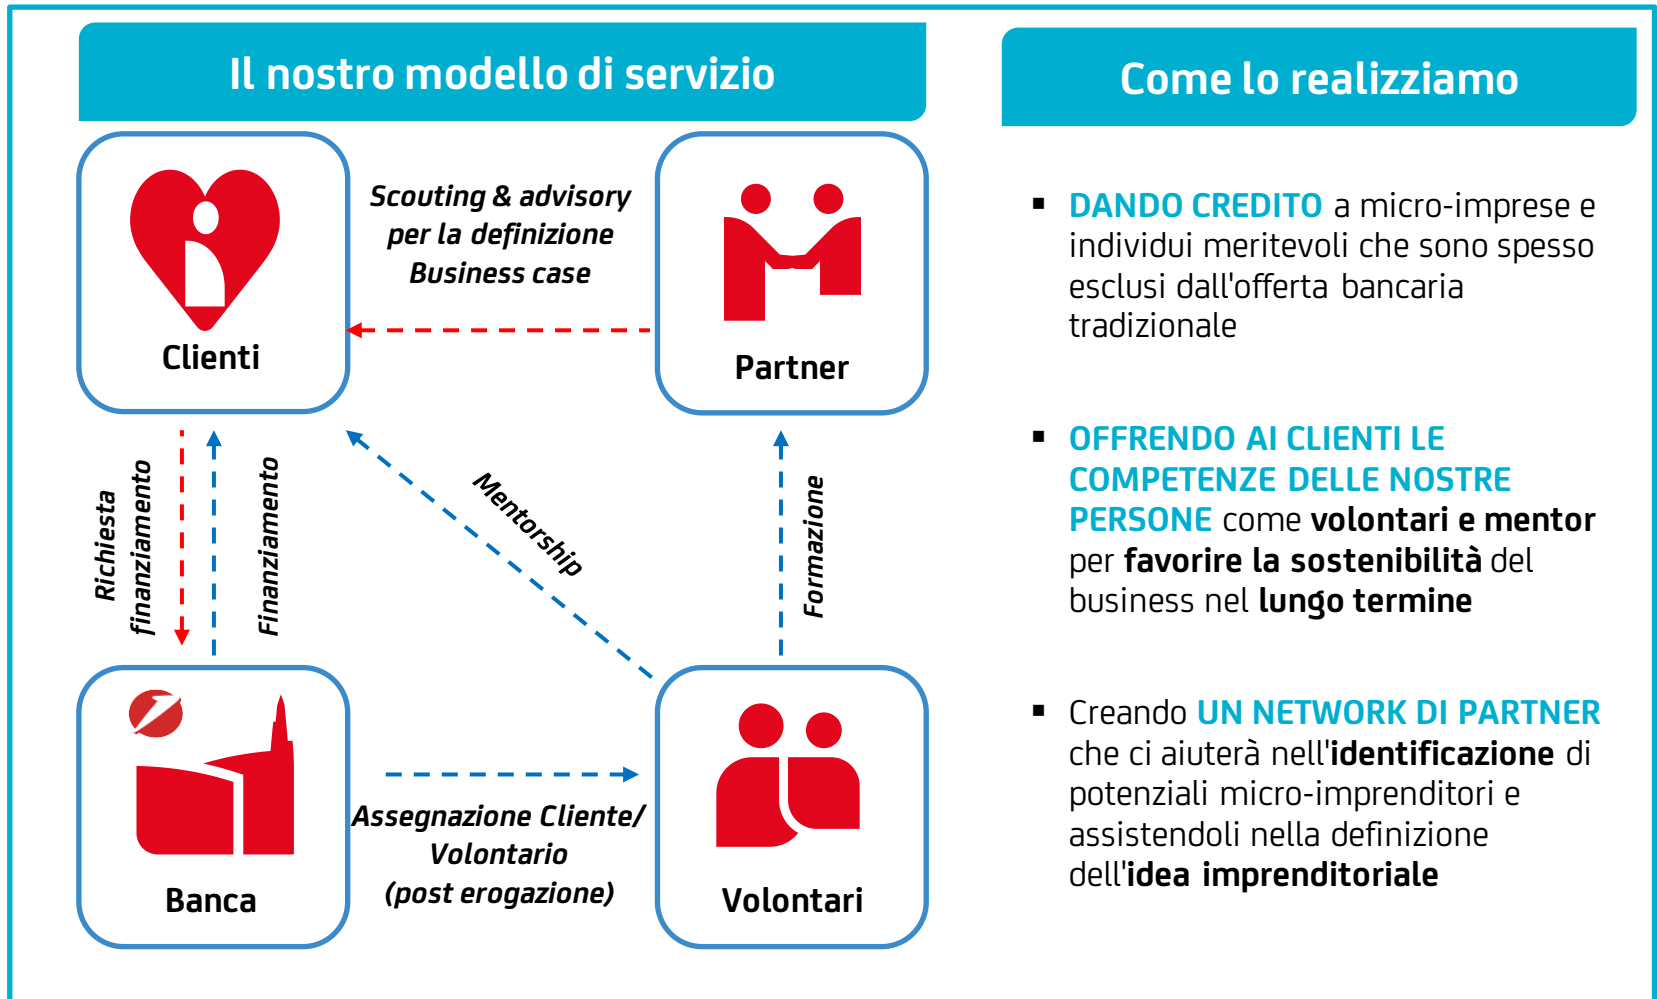 Il nostro modello di servizio
Scouting & advisory
per la definizione
Business case
Clienti
Partner
Richiesta
finanziamento
Finanziamento
Mentorship
Formazione
Assegnazione Cliente/
Volontario
(post erogazione)
Banca
Volontari
Come lo realizziamo
▪ DANDO CREDITO a micro-imprese e
individui meritevoli che sono spesso
esclusi dall'offerta bancaria
tradizionale
▪ OFFRENDO AI CLIENTI LE
COMPETENZE DELLE NOSTRE
PERSONE come volontari e mentor
per favorire la sostenibilità del
business nel lungo termine
▪ Creando UN NETWORK DI PARTNER
che ci aiuterà nell'identificazione di
potenziali micro-imprenditori e
assistendoli nella definizione
dell'idea imprenditoriale